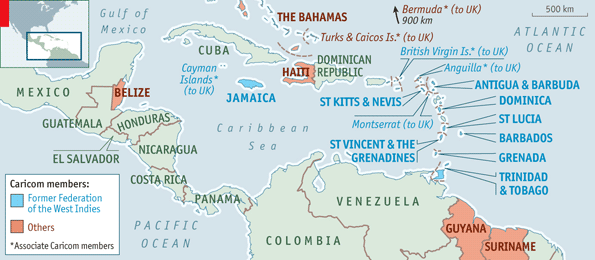 Gulf of
Mexico
THE BAHAMAS
Bermuda* (to UK)
900 km
500 km
ATLANTIC
OCEAN
Turks & Caicos Is.* (to UK)
CUBA
British Virgin Is.* (to UK)
Cayman
Islands*
(to UK)
HAITI
DOMINICAN
REPUBLIC
Anguilla* (to UK)
MEXICO
BELIZE
JAMAICA
ST KITTS & NEVIS
ANTIGUA & BARBUDA
DOMINICA
GUATEMALA
HONDURAS
Montserrat (to UK)
ST LUCIA
Caribbean
Sea
EL SALVADOR
NICARAGUA
ST VINCENT & THE
GRENADINES
BARBADOS
GRENADA
COSTA RICA
TRINIDAD
& TOBAGO
PANAMA
VENEZUELA
PACIFIC
OCEAN
COLOMBIA
GUYANA
SURINAME
Caricom members:
Former Federation
of the West Indies
Others
*Associate Caricom members